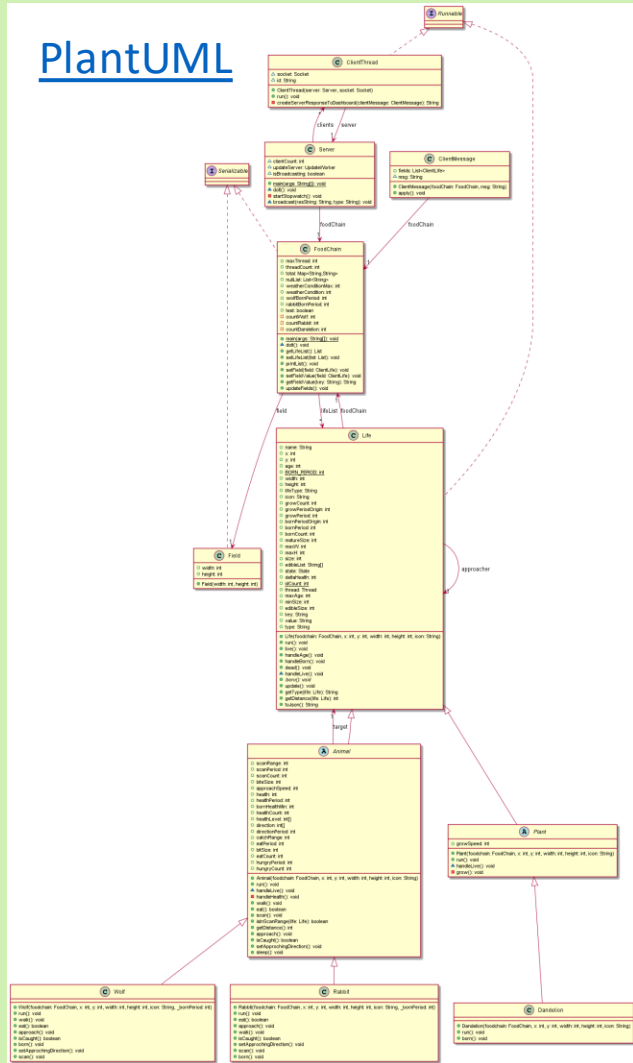 PlantUML
I Runnable
C ClientThread
socket: Socket
id: String
ClientThread(server: Server, socket: Socket)
run(): void
createServerResponseToDashboard(clientMessage: ClientMessage): String
clients
server
C Server
clientCount: int
updateServer: UpdateWorker
isBroadcasting: boolean
main(args: String[]): void
doIt(): void
startStopwatch(): void
broadcast(resString: String, type: String): void
C ClientMessage
fields: List<ClientLife>
msg: String
ClientMessage(foodChain: FoodChain, msg: String)
apply(): void
I Serializable
foodChain
foodChain
C FoodChain
maxThread: int
threadCount: int
total: Map<String,String>
nullList: List<String>
weatherConditionMax: int
weatherCondition: int
wolfBornPeriod: int
rabbitBornPeriod: int
test: boolean
countWolf: int
countRabbit: int
countDandelion: int
main(args: String[]): void
doIt(): void
getLifeList(): List
setLifeList(list: List): void
printList(): void
setField(field: ClientLife): void
setFieldValue(field: ClientLife): void
getFieldValue(key: String): String
updateFields(): void
field
lifeList
foodChain
C Life
name: String
x: int
y: int
age: int
BORN_PERIOD: int
width: int
height: int
lifeType: String
icon: String
growCount: int
growPeriodOrigin: int
growPeriod: int
bornPeriodOrigin: int
bornPeriod: int
bornCount: int
matureSize: int
maxW: int
maxH: int
size: int
edibleList: String[]
state: State
deltaHealth: int
idCount: int
thread: Thread
maxAge: int
minSize: int
edibleSize: int
key: String
value: String
type: String
Life(foodchain: FoodChain, x: int, y: int, width: int, height: int, icon: String)
run(): void
live(): void
handleAge(): void
handleBorn(): void
dead(): void
handleLive(): void
born(): void
update(): void
getType(life: Life): String
getDistance(life: Life): int
toJson(): String
approacher
C Field
width: int
height: int
Field(width: int, height: int)
target
A Animal
scanRange: int
scanPeriod: int
scanCount: int
biteSize: int
approachSpeed: int
health: int
healthPeriod: int
bornHealthMin: int
healthCount: int
healthLevel: int[]
direction: int[]
directionPeriod: int
catchRange: int
eatPeriod: int
bitSize: int
eatCount: int
hungryPeriod: int
hungryCount: int
Animal(foodchain: FoodChain, x: int, y: int, width: int, height: int, icon: String)
run(): void
handleLive(): void
handleHealth(): void
walk(): void
eat(): boolean
scan(): void
isInScanRange(life: Life): boolean
getDistance(): int
approach(): void
isCaught(): boolean
setApprochingDirection(): void
sleep(): void
A Plant
growSpeed: int
Plant(foodchain: FoodChain, x: int, y: int, width: int, height: int, icon: String)
run(): void
handleLive(): void
grow(): void
C Wolf
Wolf(foodchain: FoodChain, x: int, y: int, width: int, height: int, icon: String, _bornPeriod: int)
run(): void
walk(): void
eat(): boolean
approach(): void
isCaught(): boolean
born(): void
setApprochingDirection(): void
scan(): void
C Rabbit
Rabbit(foodchain: FoodChain, x: int, y: int, width: int, height: int, icon: String, _bornPeriod: int)
run(): void
eat(): boolean
approach(): void
walk(): void
isCaught(): boolean
setApprochingDirection(): void
scan(): void
born(): void
C Dandelion
Dandelion(foodchain: FoodChain, x: int, y: int, width: int, height: int, icon: String)
run(): void
born(): void